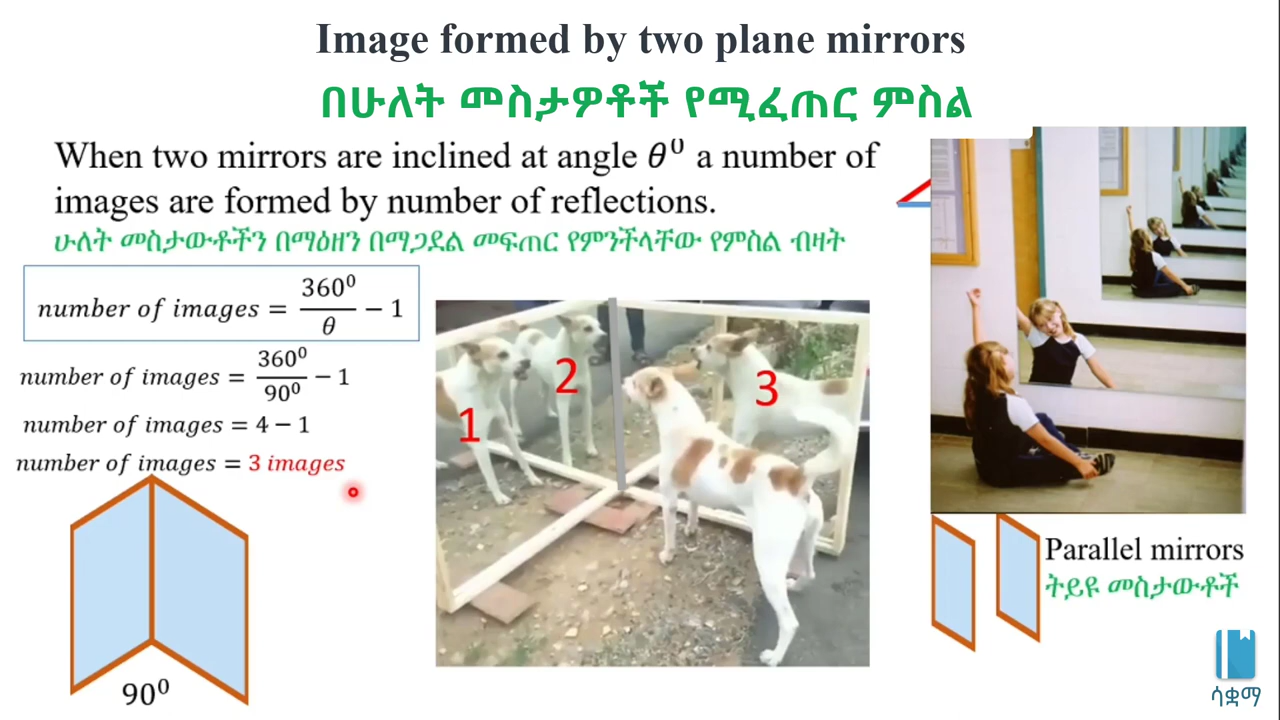 Image formed by two plane mirrors
በሁለት መስታዎቶች የሚፈጠር ምስል
When two mirrors are inclined at angle θ⁰ a number of
images are formed by number of reflections.
ሁለት መስታውቶችን በማዕዘን በማጋደል መፍጠር የምንችላቸው የምስል ብዛት
number of images = 360⁰/θ − 1
number of images = 360⁰/90⁰ − 1
number of images = 4 − 1
number of images = 3 images
90⁰
1
2
3
Parallel mirrors
ትይዩ መስታውቶች
ሳቋማ